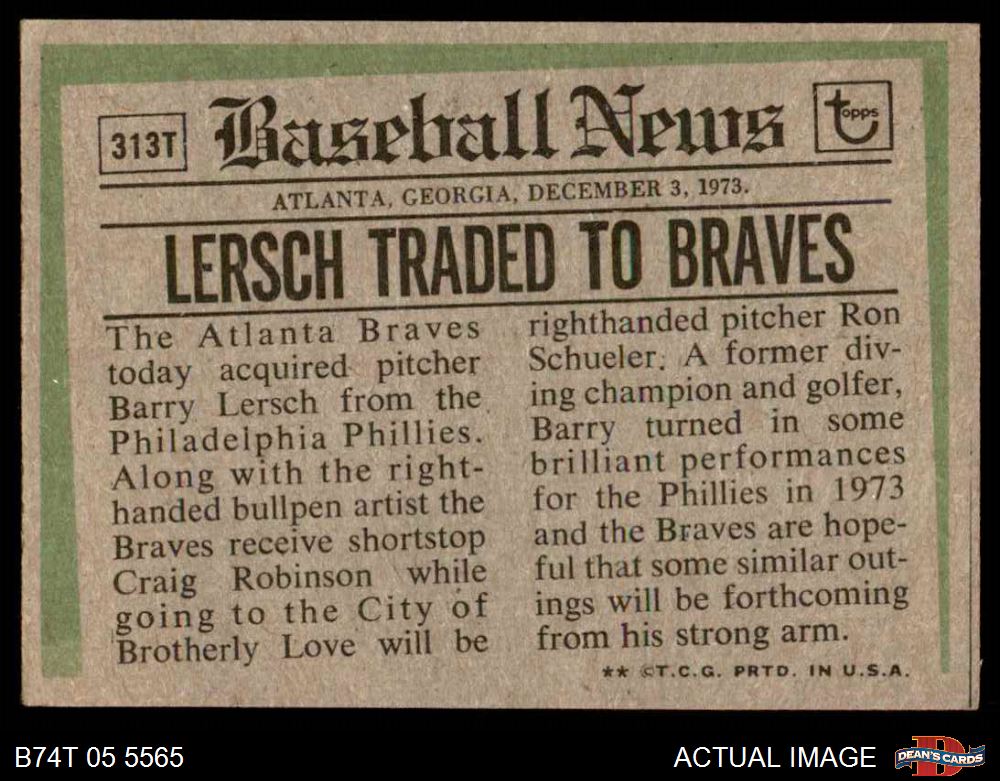 313T
Baseball News
topps
ATLANTA, GEORGIA, DECEMBER 3, 1973.
LERSCH TRADED TO BRAVES
The Atlanta Braves
today acquired pitcher
Barry Lersch from the
Philadelphia Phillies.
Along with the right-
handed bullpen artist the
Braves receive shortstop
Craig Robinson while
going to the City of
Brotherly Love will be
righthanded pitcher Ron
Schueler. A former div-
ing champion and golfer,
Barry turned in some
brilliant performances
for the Phillies in 1973
and the Braves are hope-
ful that some similar out-
ings will be forthcoming
from his strong arm.
** ©T.C.G. PRTD. IN U.S.A.
B74T 05 5565
ACTUAL IMAGE
D
DEAN'S CARDS